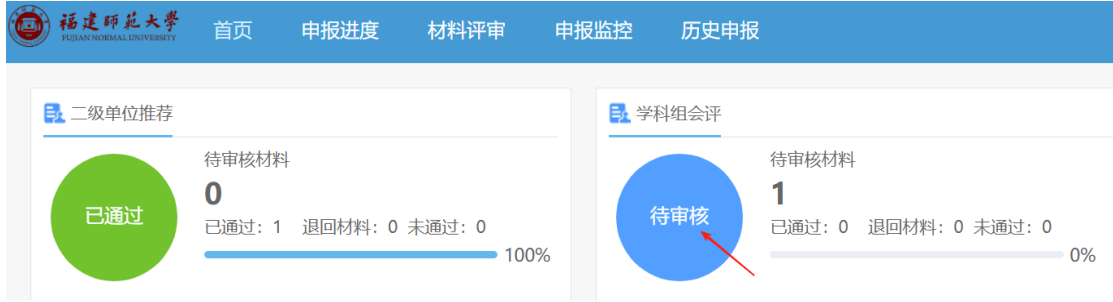 福建师范大学
FUJIAN NORMAL UNIVERSITY
首页 申报进度 材料评审 申报监控 历史申报
二级单位推荐
已通过
待审核材料
0
已通过：1 退回材料：0 未通过：0
100%
学科组会评
待审核
待审核材料
1
已通过：0 退回材料：0 未通过：0
0%